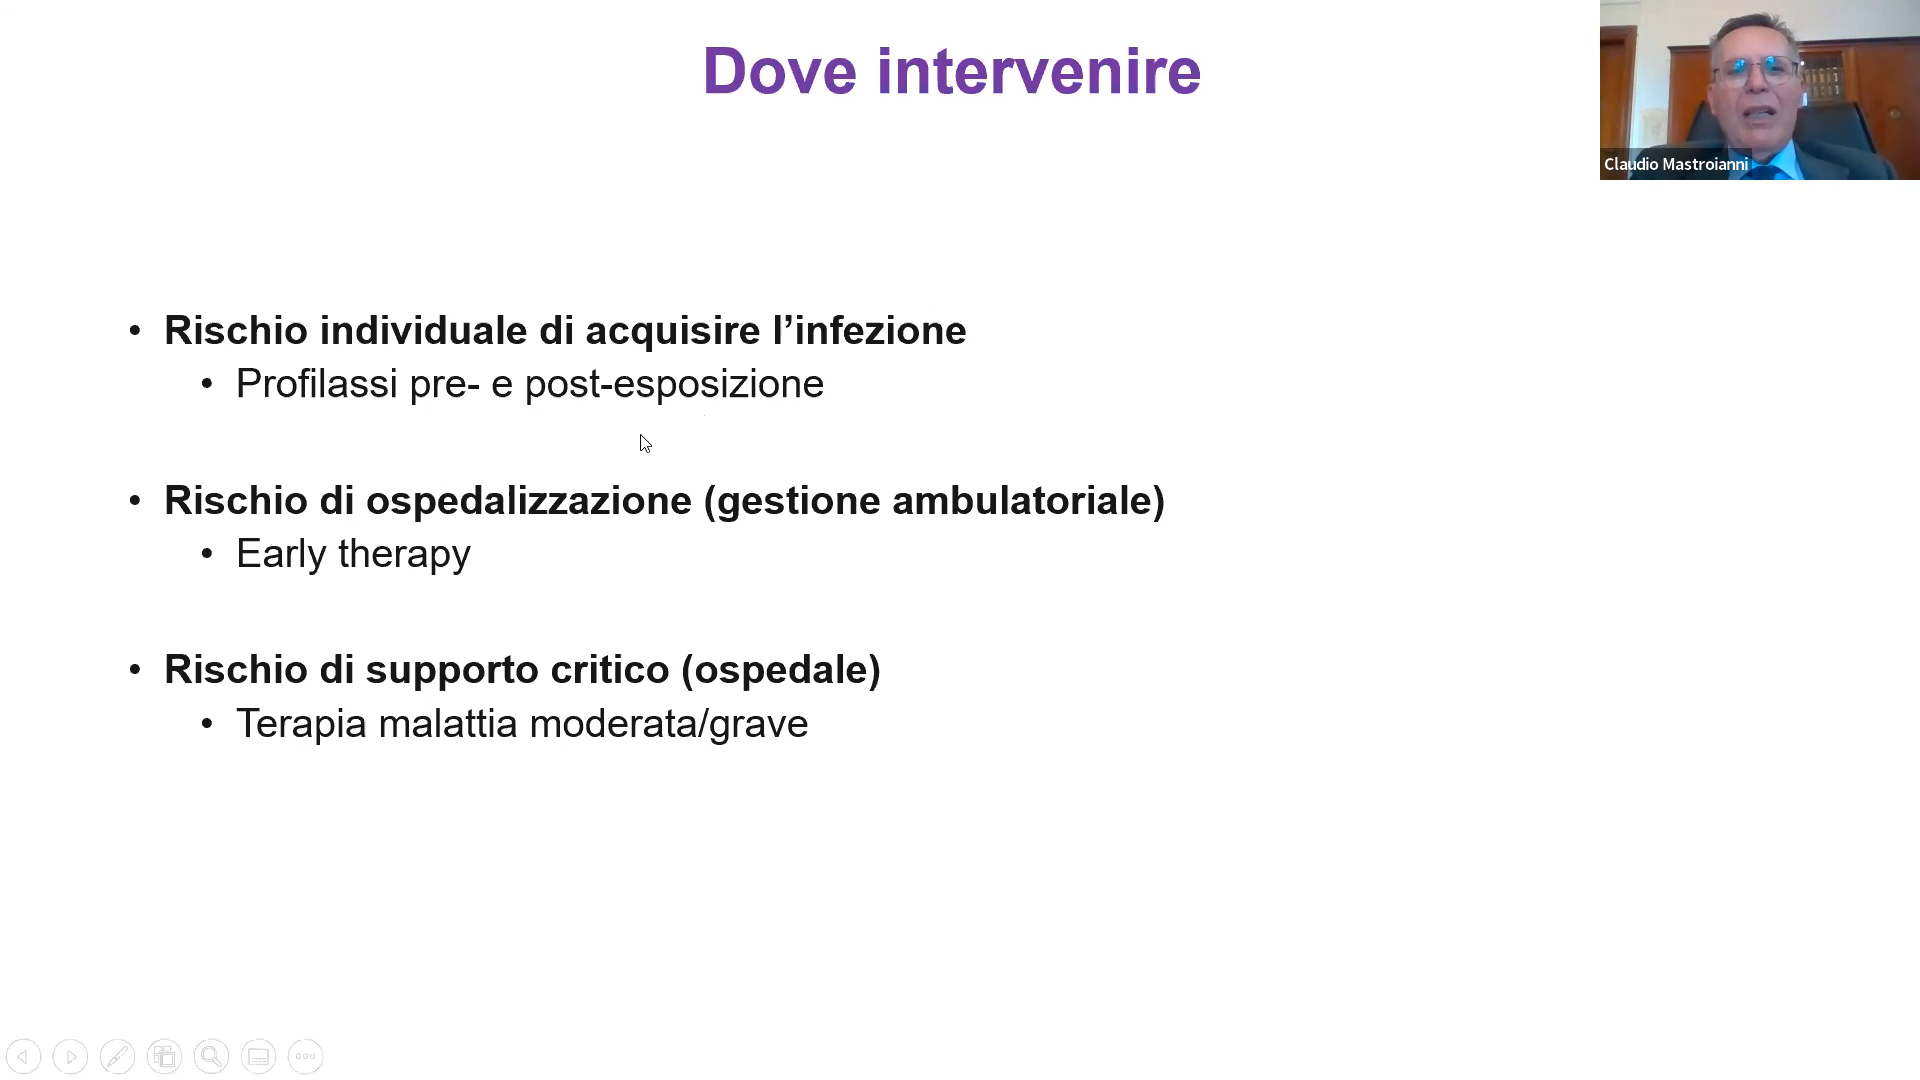 Dove intervenire
Claudio Mastroianni
• Rischio individuale di acquisire l’infezione
• Profilassi pre- e post-esposizione
• Rischio di ospedalizzazione (gestione ambulatoriale)
• Early therapy
• Rischio di supporto critico (ospedale)
• Terapia malattia moderata/grave